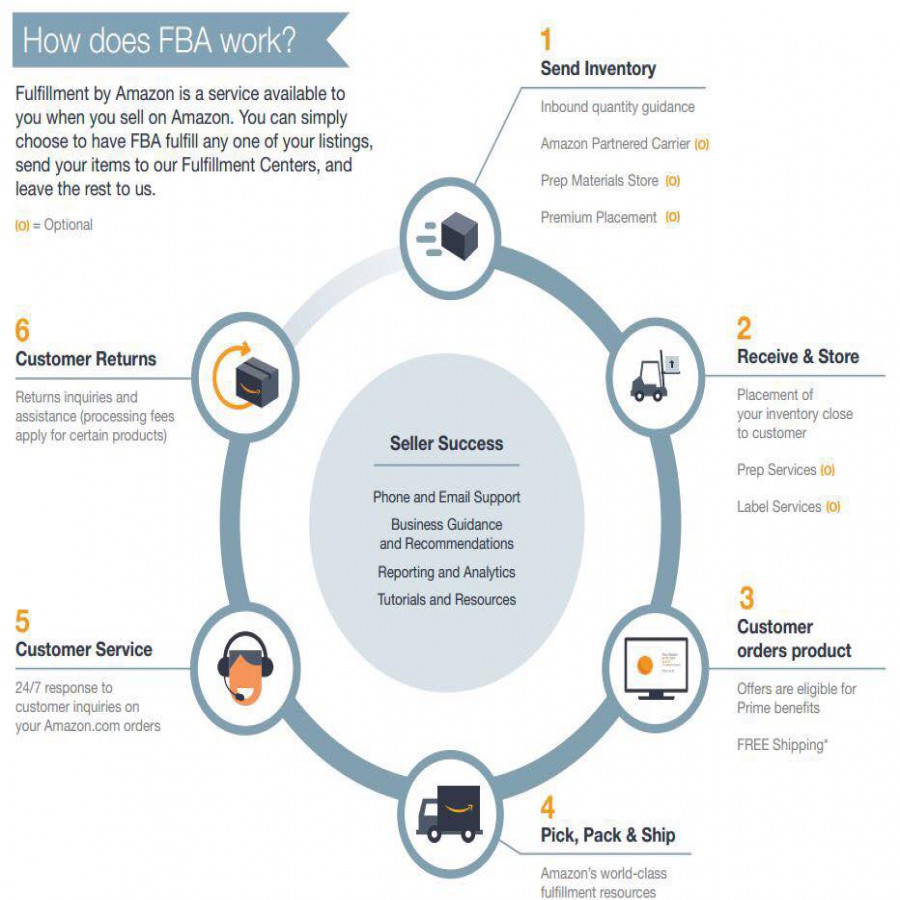 How does FBA work?
Fulfillment by Amazon is a service available to
you when you sell on Amazon. You can simply
choose to have FBA fulfill any one of your listings,
send your items to our Fulfillment Centers, and
leave the rest to us.
(O) = Optional
1
Send Inventory
Inbound quantity guidance
Amazon Partnered Carrier (O)
Prep Materials Store (O)
Premium Placement (O)
2
Receive & Store
Placement of
your inventory close
to customer
Prep Services (O)
Label Services (O)
3
Customer
orders product
Offers are eligible for
Prime benefits
FREE Shipping*
4
Pick, Pack & Ship
Amazon's world-class
fulfillment resources
5
Customer Service
24/7 response to
customer inquiries on
your Amazon.com orders
6
Customer Returns
Returns inquiries and
assistance (processing fees
apply for certain products)
Seller Success
Phone and Email Support
Business Guidance
and Recommendations
Reporting and Analytics
Tutorials and Resources